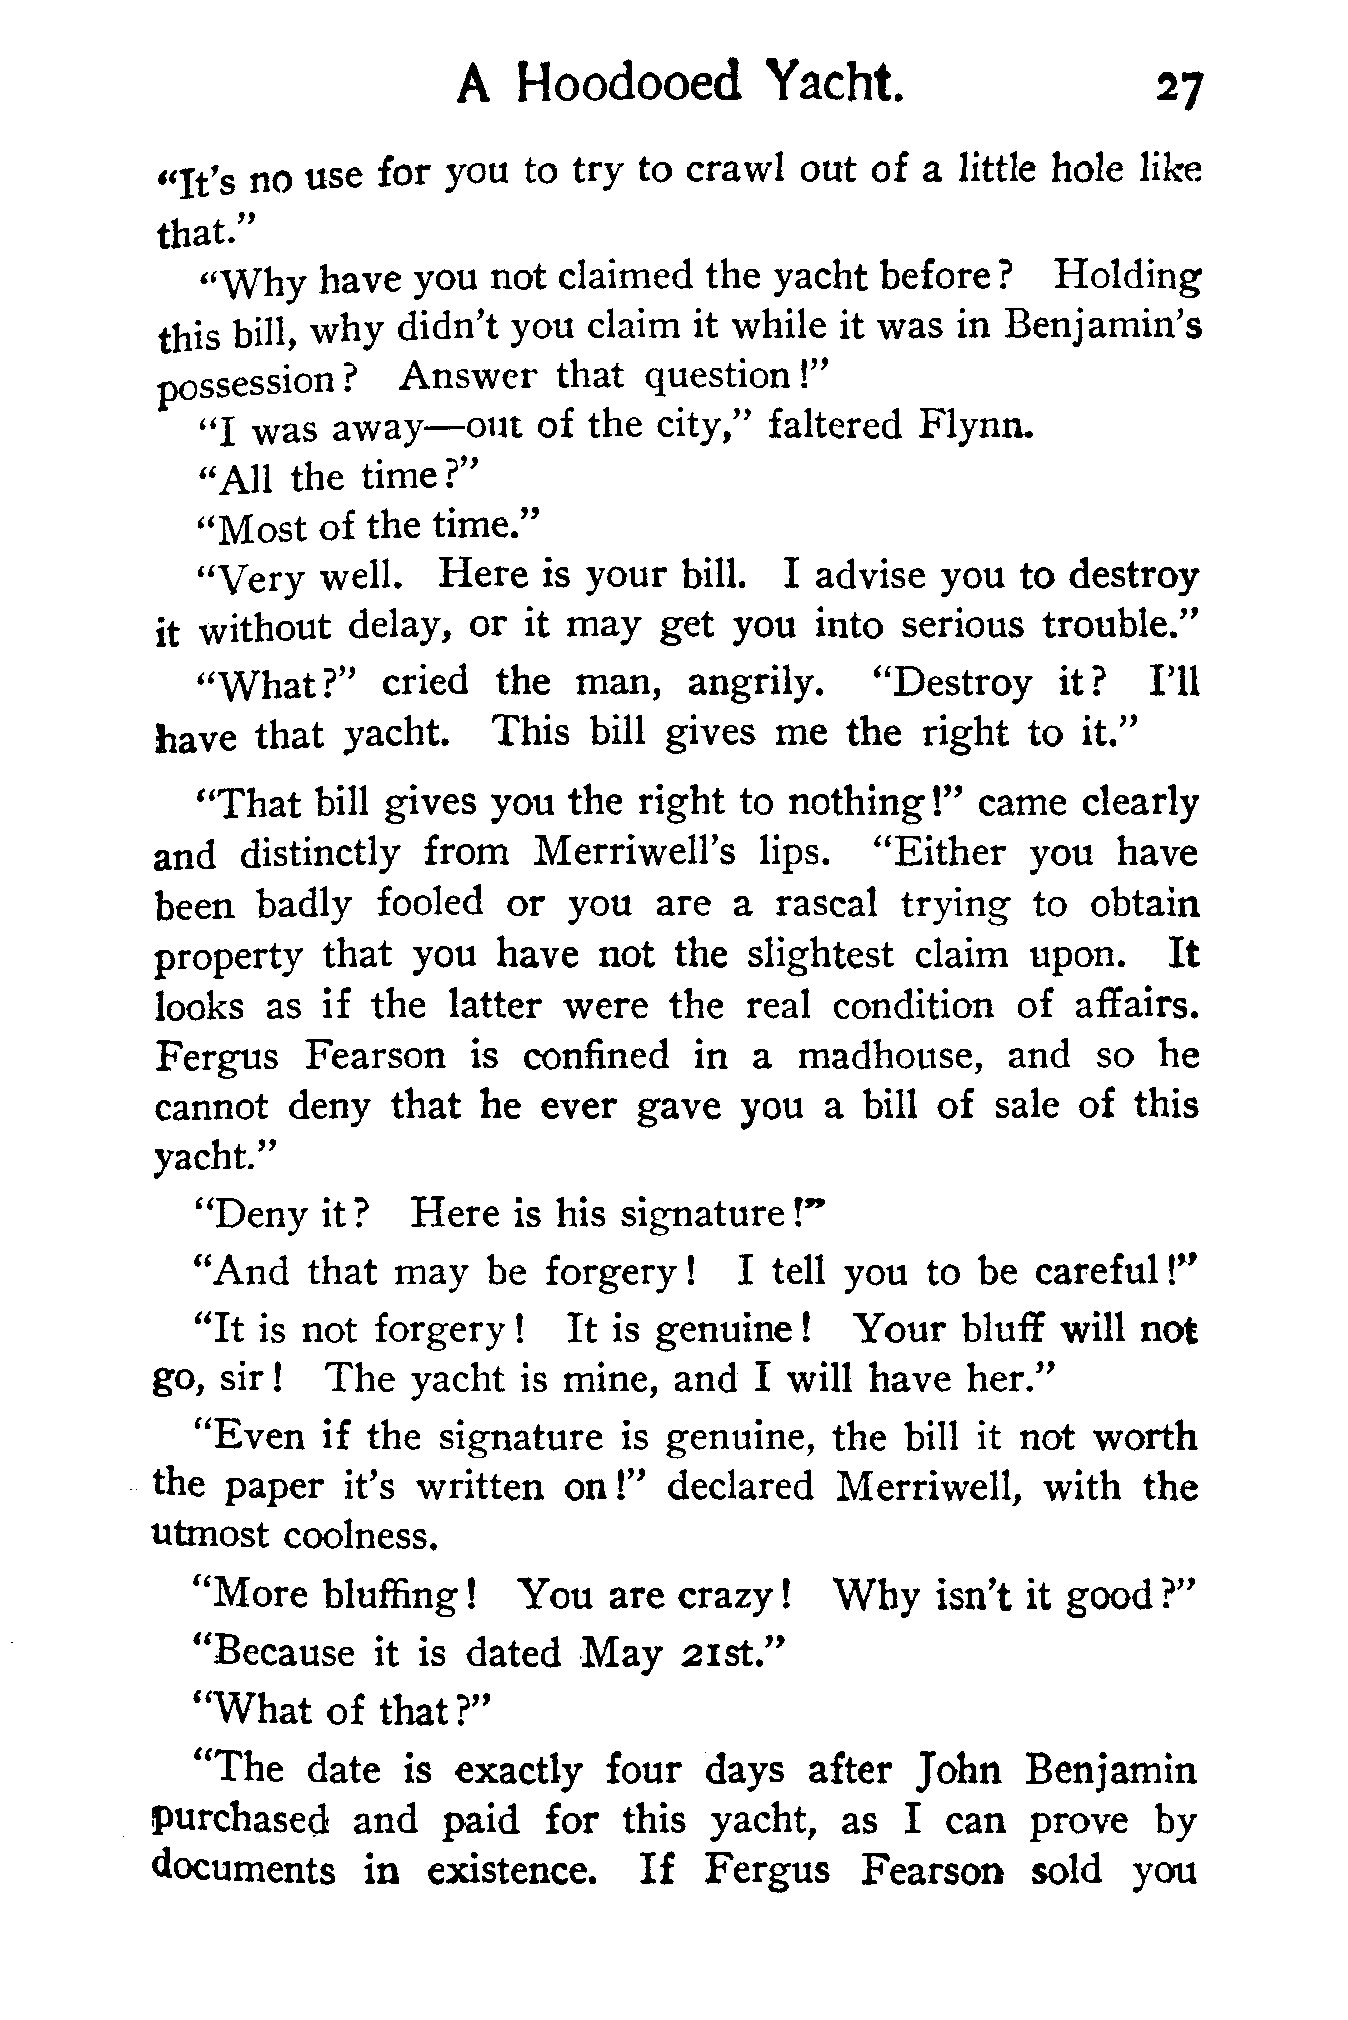 A Hoodooed Yacht. 27
“It’s no use for you to try to crawl out of a little hole like
that.”
“Why have you not claimed the yacht before? Holding
this bill, why didn’t you claim it while it was in Benjamin’s
possession? Answer that question!”
“I was away—out of the city,” faltered Flynn.
“All the time?”
“Most of the time.”
“Very well. Here is your bill. I advise you to destroy
it without delay, or it may get you into serious trouble.”
“What?” cried the man, angrily. “Destroy it? I’ll
have that yacht. This bill gives me the right to it.”
“That bill gives you the right to nothing!” came clearly
and distinctly from Merriwell’s lips. “Either you have
been badly fooled or you are a rascal trying to obtain
property that you have not the slightest claim upon. It
looks as if the latter were the real condition of affairs.
Fergus Fearson is confined in a madhouse, and so he
cannot deny that he ever gave you a bill of sale of this
yacht.”
“Deny it? Here is his signature!”
“And that may be forgery! I tell you to be careful!”
“It is not forgery! It is genuine! Your bluff will not
go, sir! The yacht is mine, and I will have her.”
“Even if the signature is genuine, the bill it not worth
the paper it’s written on!” declared Merriwell, with the
utmost coolness.
“More bluffing! You are crazy! Why isn’t it good?”
“Because it is dated May 21st.”
“What of that?”
“The date is exactly four days after John Benjamin
purchased and paid for this yacht, as I can prove by
documents in existence. If Fergus Fearson sold you